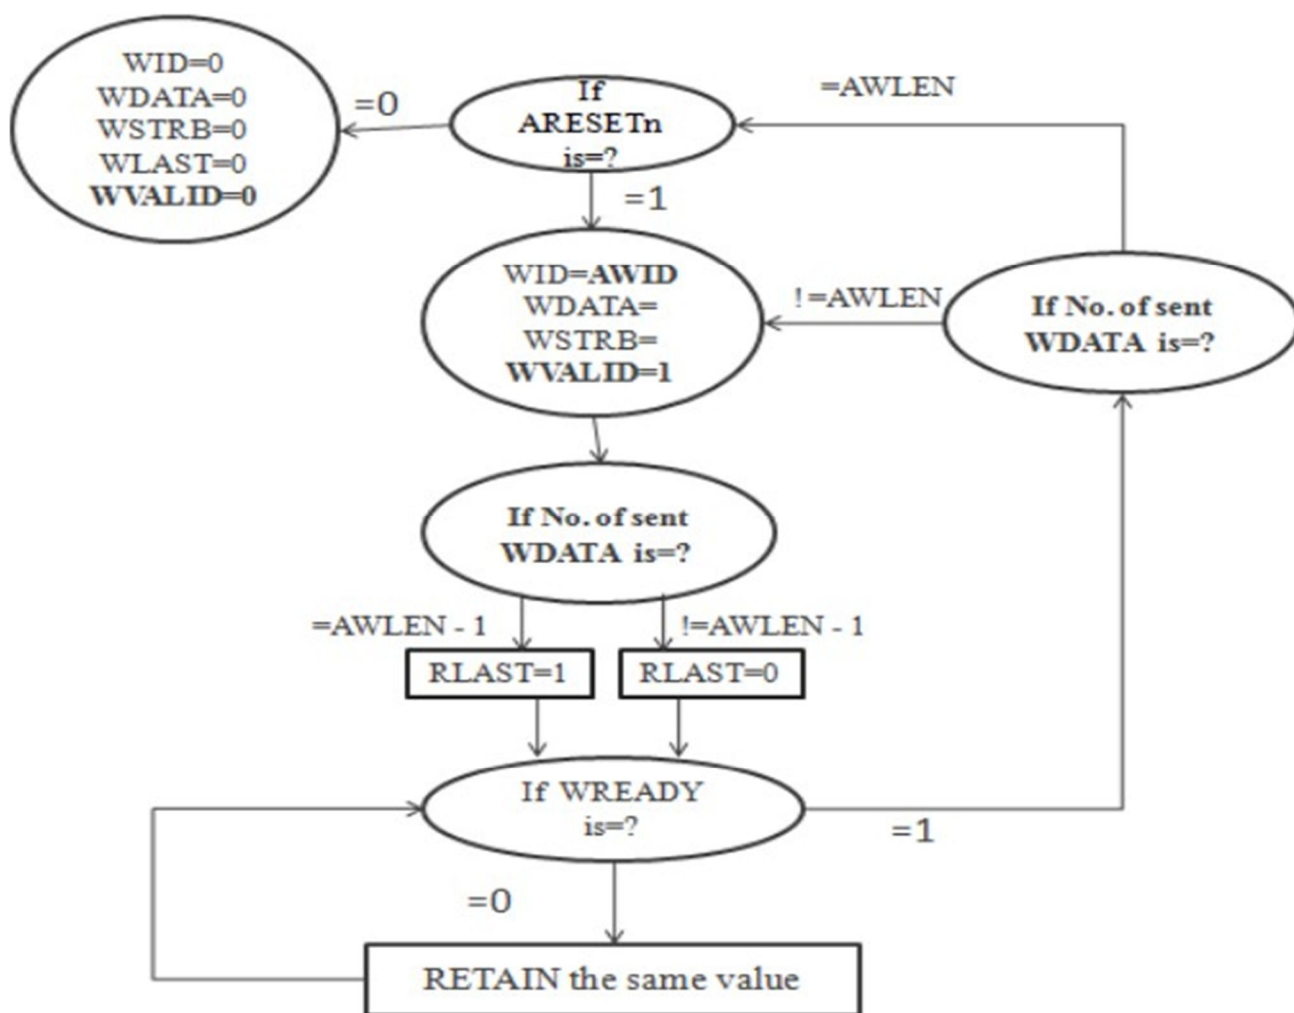 WID=0
WDATA=0
WSTRB=0
WLAST=0
WVALID=0
=0
If
ARESETn
is=?
=AWLEN
=1
WID=AWID
WDATA=
WSTRB=
WVALID=1
!=AWLEN
If No. of sent
WDATA is=?
If No. of sent
WDATA is=?
=AWLEN - 1
!=AWLEN - 1
RLAST=1
RLAST=0
If WREADY
is=?
=1
=0
RETAIN the same value